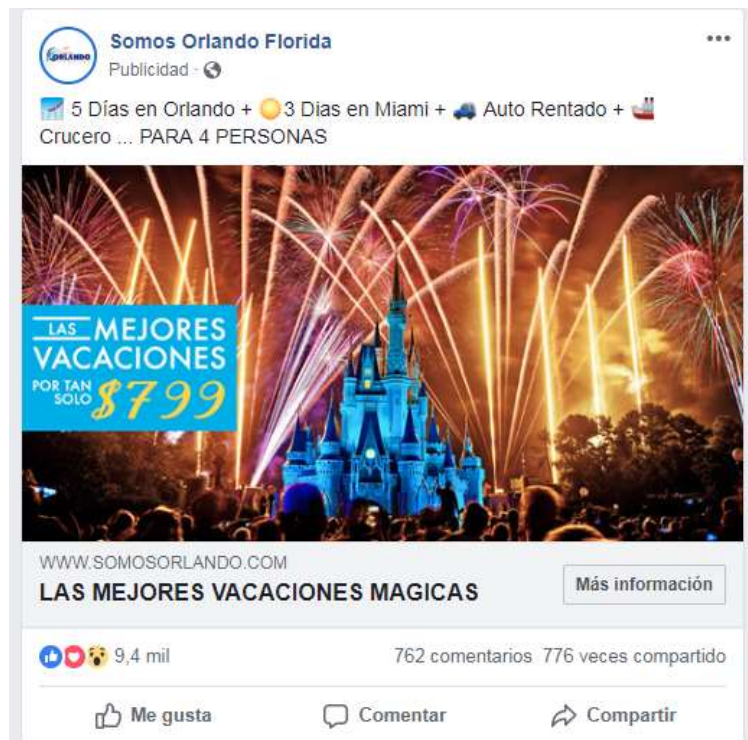 ORLANDO
Somos Orlando Florida
Publicidad ·
5 Días en Orlando + 3 Dias en Miami + Auto Rentado +
Crucero ... PARA 4 PERSONAS
LAS MEJORES
VACACIONES
POR TAN SOLO $799
WWW.SOMOSORLANDO.COM
LAS MEJORES VACACIONES MAGICAS
Más información
9,4 mil
762 comentarios 776 veces compartido
Me gusta Comentar Compartir